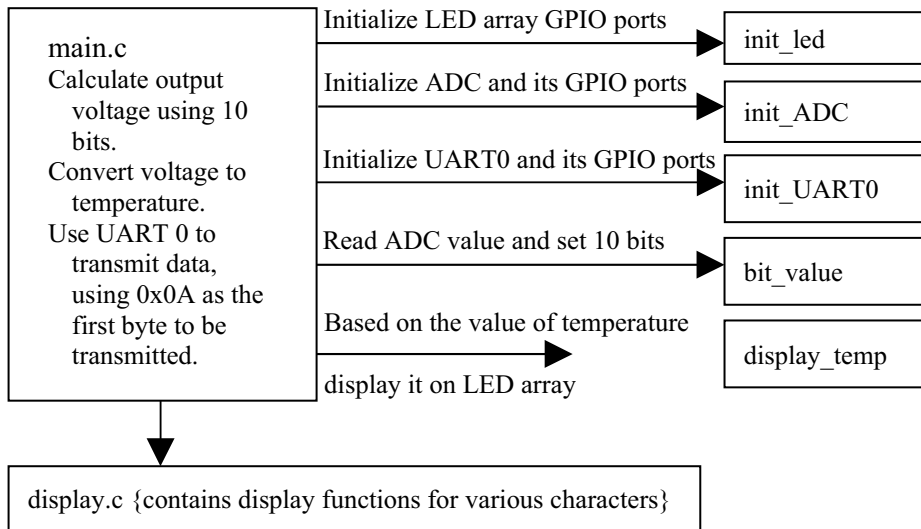 main.c
Calculate output
voltage using 10
bits.
Convert voltage to
temperature.
Use UART 0 to
transmit data,
using 0x0A as the
first byte to be
transmitted.
Initialize LED array GPIO ports
init_led
Initialize ADC and its GPIO ports
init_ADC
Initialize UART0 and its GPIO ports
init_UART0
Read ADC value and set 10 bits
bit_value
Based on the value of temperature
display it on LED array
display_temp
display.c {contains display functions for various characters}